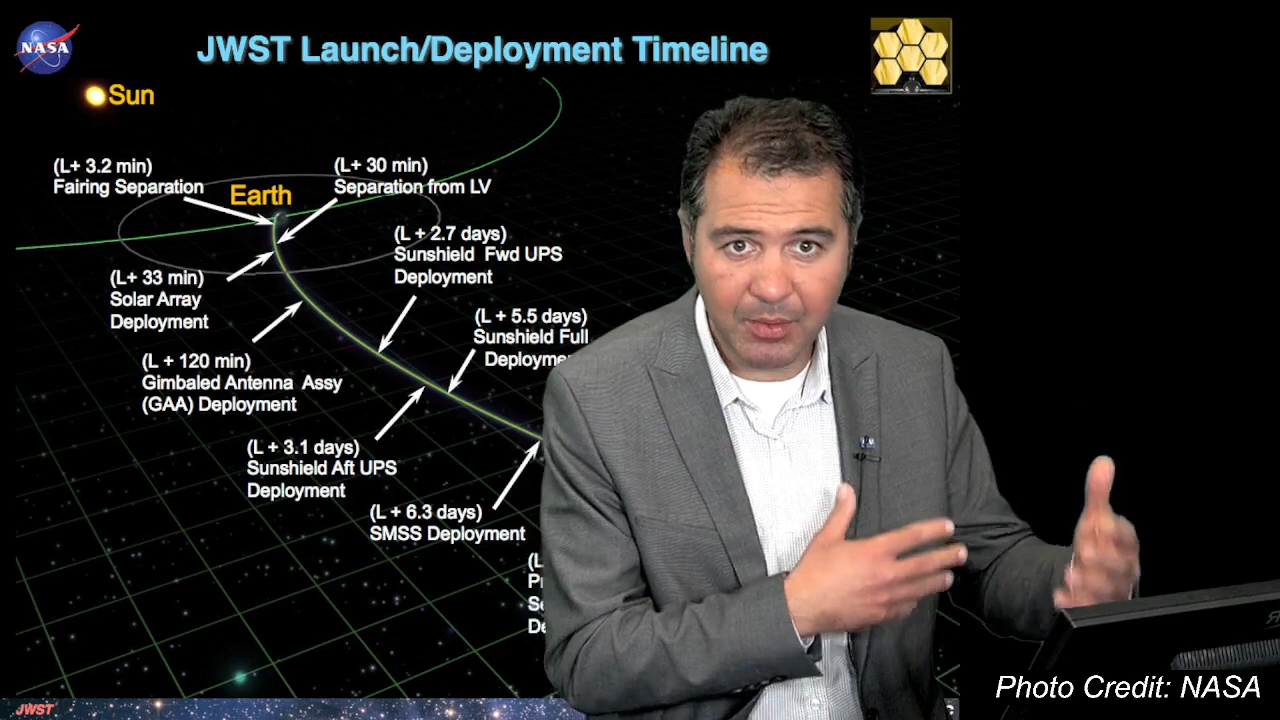 NASA
JWST Launch/Deployment Timeline
Sun
(L+ 3.2 min)
Fairing Separation
Earth
(L+ 30 min)
Separation from LV
(L + 2.7 days)
Sunshield Fwd UPS
Deployment
(L+ 33 min)
Solar Array
Deployment
(L + 5.5 days)
Sunshield Full
(L + 120 min)
Gimbaled Antenna Assy
(GAA) Deployment
(L + 3.1 days)
Sunshield Aft UPS
Deployment
(L + 6.3 days)
SMSS Deployment
JWST
Photo Credit: NASA